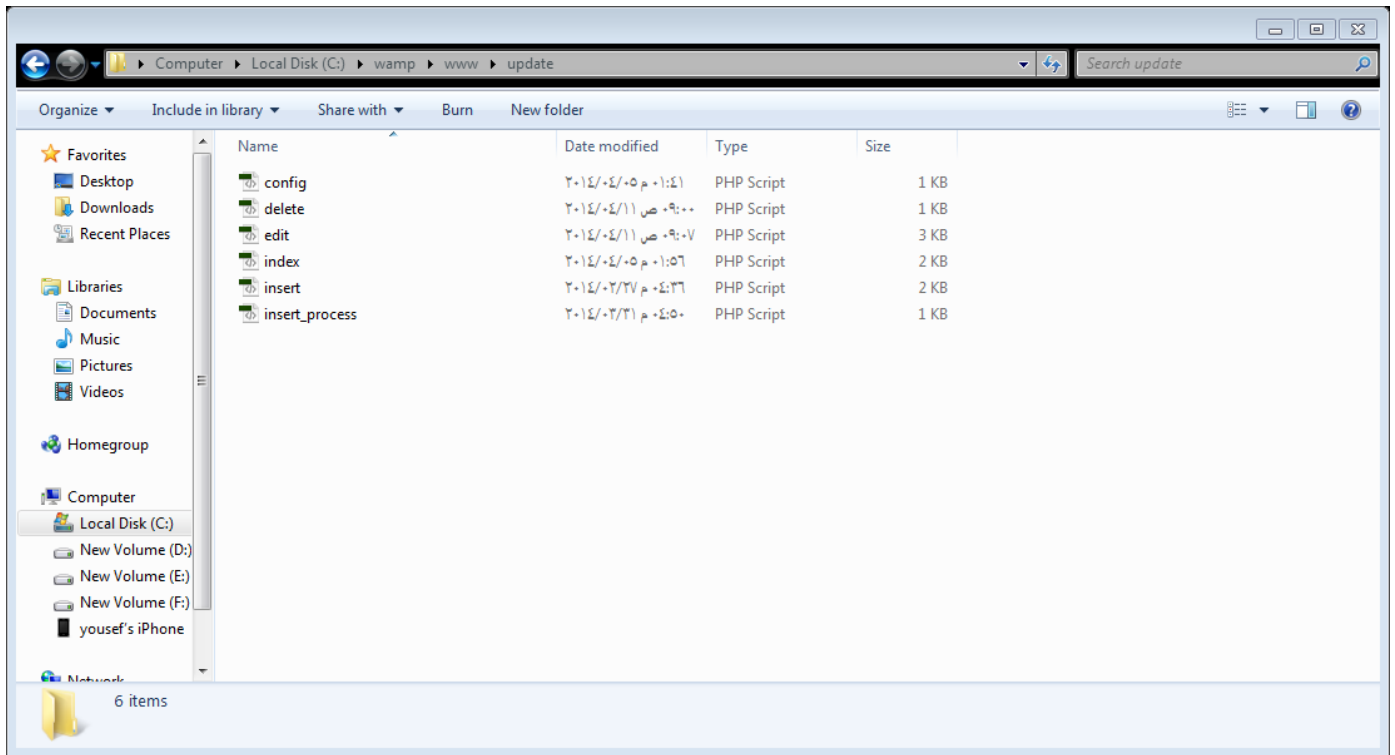 Computer Local Disk (C:) wamp www update
Search update
Organize Include in library Share with Burn New folder
Favorites
Desktop
Downloads
Recent Places
Libraries
Documents
Music
Pictures
Videos
Homegroup
Computer
Local Disk (C:)
New Volume (D:)
New Volume (E:)
New Volume (F:)
yousef's iPhone
Network
Name Date modified Type Size
config ٢٠١٤/٠٤/٠٥ م ٠١:٤١ PHP Script 1 KB
delete ٢٠١٤/٠٤/١١ ص ٠٩:٠٠ PHP Script 1 KB
edit ٢٠١٤/٠٤/١١ ص ٠٩:٠٧ PHP Script 3 KB
index ٢٠١٤/٠٤/٠٥ م ٠١:٥٦ PHP Script 2 KB
insert ٢٠١٤/٠٢/٢٧ م ٠٤:٣٦ PHP Script 2 KB
insert_process ٢٠١٤/٠٣/٣١ م ٠٤:٥٠ PHP Script 1 KB
6 items